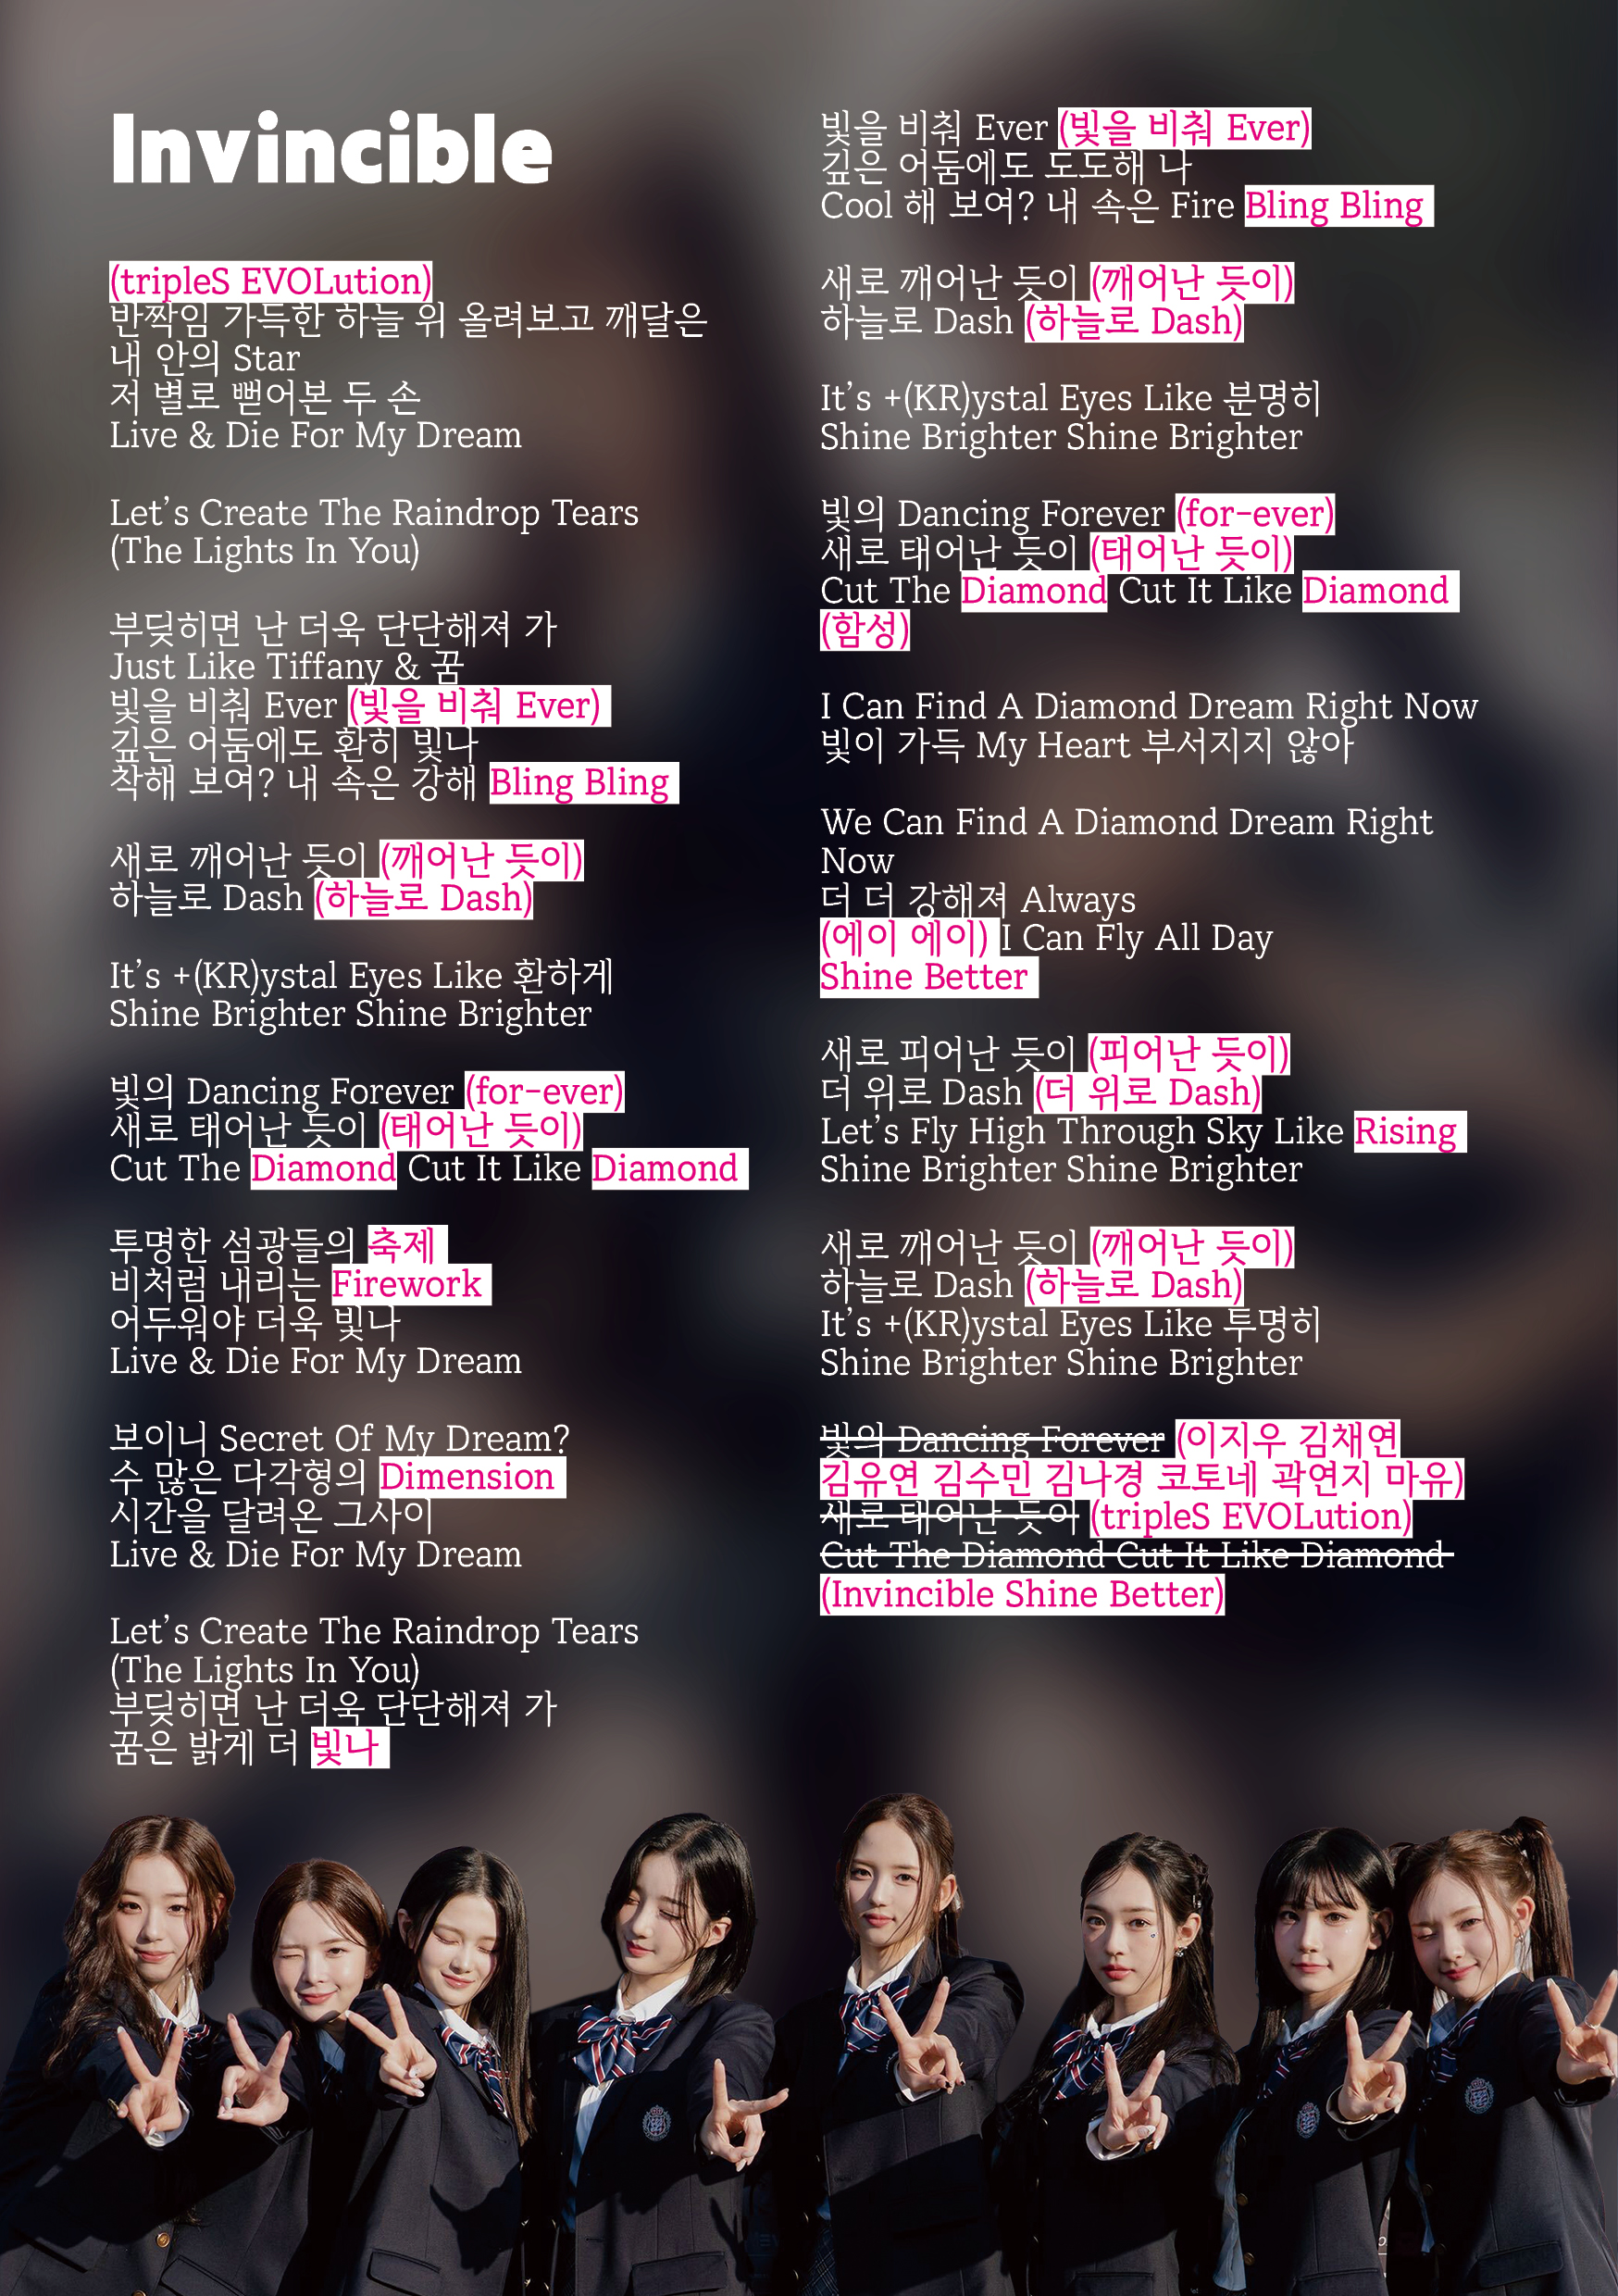 Invincible
(tripleS EVOLution)
반짝임 가득한 하늘 위 올려보고 깨달은
내 안의 Star
저 별로 뻗어본 두 손
Live & Die For My Dream
Let's Create The Raindrop Tears
(The Lights In You)
부딪히면 난 더욱 단단해져 가
Just Like Tiffany & 꿈
빛을 비춰 Ever (빛을 비춰 Ever)
깊은 어둠에도 환히 빛나
착해 보여? 내 속은 강해 Bling Bling
새로 깨어난 듯이 (깨어난 듯이)
하늘로 Dash (하늘로 Dash)
It's +(KR)ystal Eyes Like 환하게
Shine Brighter Shine Brighter
빛의 Dancing Forever (for-ever)
새로 태어난 듯이 (태어난 듯이)
Cut The Diamond Cut It Like Diamond
투명한 섬광들의 축제
비처럼 내리는 Firework
어두워야 더욱 빛나
Live & Die For My Dream
보이니 Secret Of My Dream?
수 많은 다각형의 Dimension
시간을 달려온 그사이
Live & Die For My Dream
Let's Create The Raindrop Tears
(The Lights In You)
부딪히면 난 더욱 단단해져 가
꿈은 밝게 더 빛나
빛을 비춰 Ever (빛을 비춰 Ever)
깊은 어둠에도 도도해 나
Cool 해 보여? 내 속은 Fire Bling Bling
새로 깨어난 듯이 (깨어난 듯이)
하늘로 Dash (하늘로 Dash)
It's +(KR)ystal Eyes Like 분명히
Shine Brighter Shine Brighter
빛의 Dancing Forever (for-ever)
새로 태어난 듯이 (태어난 듯이)
Cut The Diamond Cut It Like Diamond
(함성)
I Can Find A Diamond Dream Right Now
빛이 가득 My Heart 부서지지 않아
We Can Find A Diamond Dream Right
Now
더 더 강해져 Always
(에이 에이) I Can Fly All Day
Shine Better
새로 피어난 듯이 (피어난 듯이)
더 위로 Dash (더 위로 Dash)
Let's Fly High Through Sky Like Rising
Shine Brighter Shine Brighter
새로 깨어난 듯이 (깨어난 듯이)
하늘로 Dash (하늘로 Dash)
It's +(KR)ystal Eyes Like 투명히
Shine Brighter Shine Brighter
빛의 Dancing Forever (이지우 김채연
김유연 김수민 김나경 코토네 곽연지 마유)
새로 태어난 듯이 (tripleS EVOLution)
Cut The Diamond Cut It Like Diamond
(Invincible Shine Better)